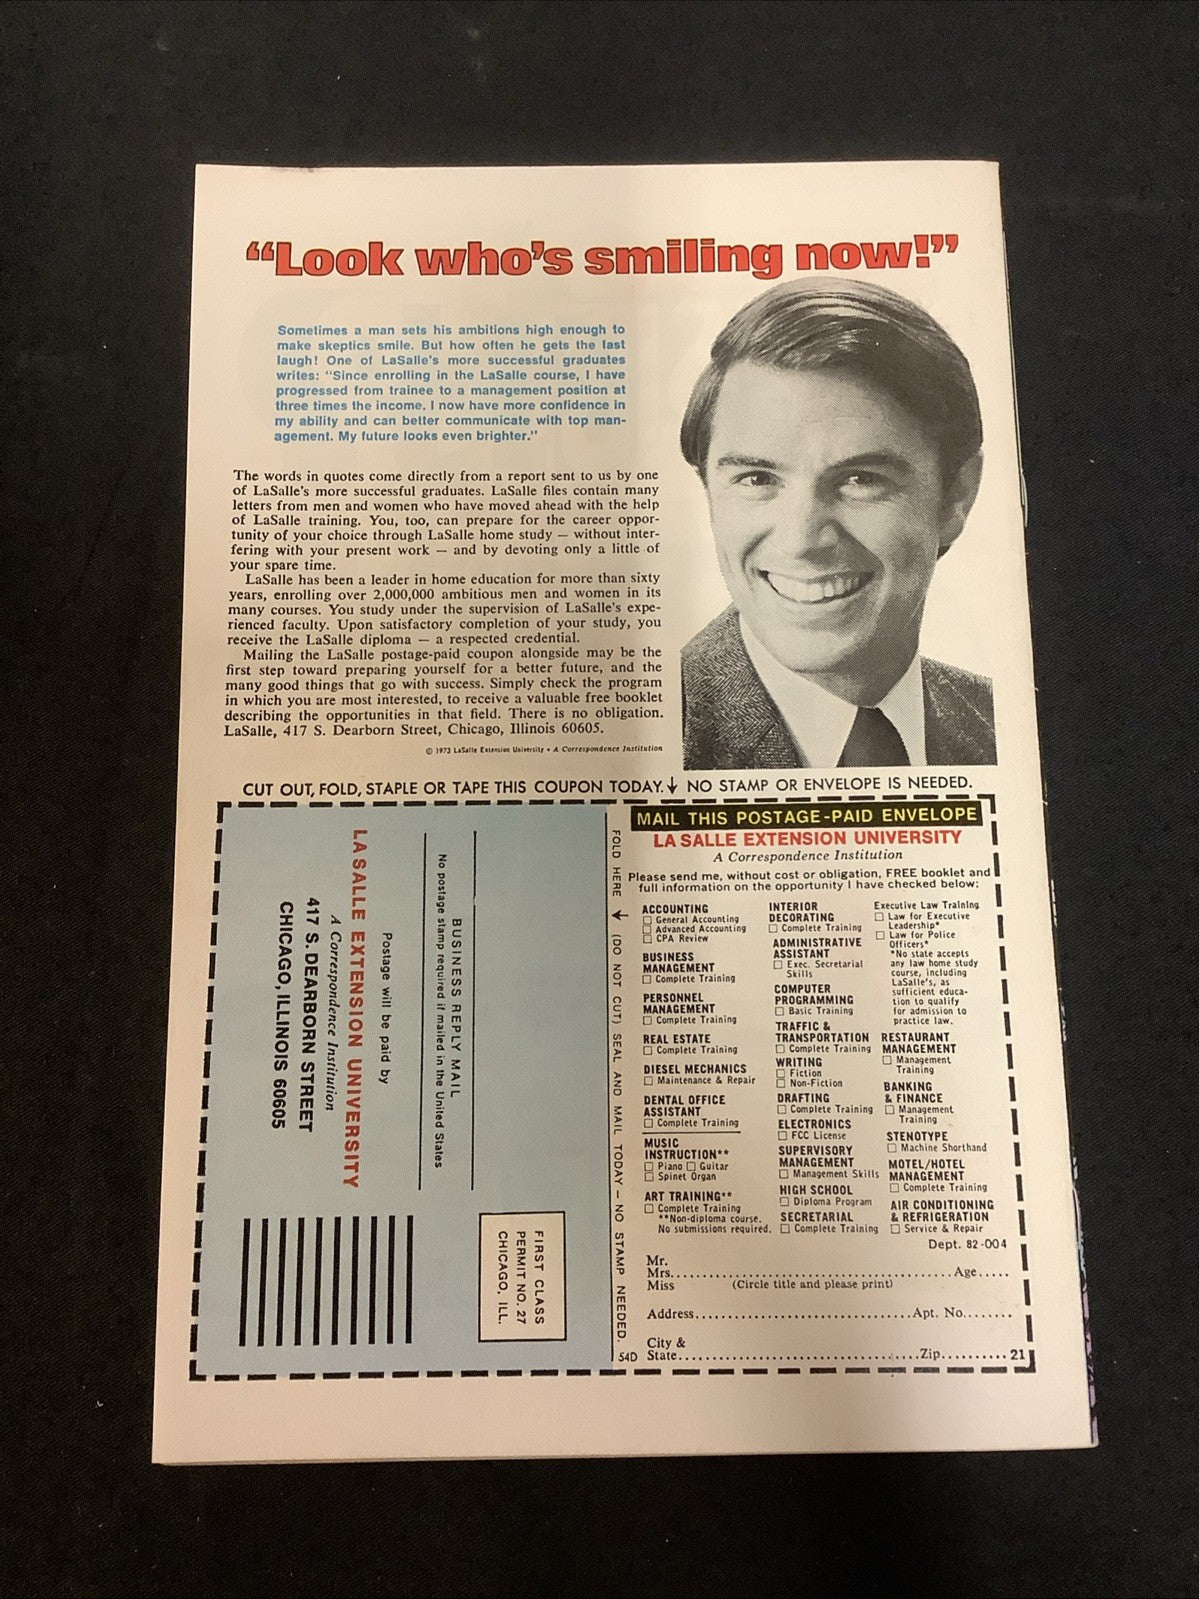 “Look who’s smiling now!”
Sometimes a man sets his ambitions high enough to
make skeptics smile. But how often he gets the last
laugh! One of LaSalle's more successful graduates
writes: "Since enrolling in the LaSalle course, I have
progressed from trainee to a management position at
three times the income. I now have more confidence in
my ability and can better communicate with top man-
agement. My future looks even brighter."
The words in quotes come directly from a report sent to us by one
of LaSalle's more successful graduates. LaSalle files contain many
letters from men and women who have moved ahead with the help
of LaSalle training. You, too, can prepare for the career oppor-
tunity of your choice through LaSalle home study — without inter-
fering with your present work — and by devoting only a little of
your spare time.
LaSalle has been a leader in home education for more than sixty
years, enrolling over 2,000,000 ambitious men and women in its
many courses. You study under the supervision of LaSalle's expe-
rienced faculty. Upon satisfactory completion of your study, you
receive the LaSalle diploma — a respected credential.
Mailing the LaSalle postage-paid coupon alongside may be the
first step toward preparing yourself for a better future, and the
many good things that go with success. Simply check the program
in which you are most interested, to receive a valuable free booklet
describing the opportunities in that field. There is no obligation.
LaSalle, 417 S. Dearborn Street, Chicago, Illinois 60605.
© 1973 LaSalle Extension University • A Correspondence Institution
CUT OUT, FOLD, STAPLE OR TAPE THIS COUPON TODAY. ↓ NO STAMP OR ENVELOPE IS NEEDED.
FIRST CLASS
PERMIT NO. 27
CHICAGO, ILL.
BUSINESS REPLY MAIL
No postage stamp required if mailed in the United States
Postage will be paid by
LA SALLE EXTENSION UNIVERSITY
A Correspondence Institution
417 S. DEARBORN STREET
CHICAGO, ILLINOIS 60605
FOLD HERE ↓ (DO NOT CUT) SEAL AND MAIL TODAY — NO STAMP NEEDED.
MAIL THIS POSTAGE-PAID ENVELOPE
LA SALLE EXTENSION UNIVERSITY
A Correspondence Institution
Please send me, without cost or obligation, FREE booklet and
full information on the opportunity I have checked below:
ACCOUNTING
□ General Accounting
□ Advanced Accounting
□ CPA Review
BUSINESS
MANAGEMENT
□ Complete Training
PERSONNEL
MANAGEMENT
□ Complete Training
REAL ESTATE
□ Complete Training
DIESEL MECHANICS
□ Maintenance & Repair
DENTAL OFFICE
ASSISTANT
□ Complete Training
MUSIC
INSTRUCTION**
□ Piano □ Guitar
□ Spinet Organ
ART TRAINING**
□ Complete Training
**Non-diploma course.
No submissions required.
INTERIOR
DECORATING
□ Complete Training
ADMINISTRATIVE
ASSISTANT
□ Exec. Secretarial
Skills
COMPUTER
PROGRAMMING
□ Basic Training
TRAFFIC &
TRANSPORTATION
□ Complete Training
WRITING
□ Fiction
□ Non-Fiction
DRAFTING
□ Complete Training
ELECTRONICS
□ FCC License
SUPERVISORY
MANAGEMENT
□ Management Skills
HIGH SCHOOL
□ Diploma Program
SECRETARIAL
□ Complete Training
Executive Law Training
□ Law for Executive
Leadership*
□ Law for Police
Officers*
*No state accepts
any law home study
course, including
LaSalle's, as
sufficient educa-
tion to qualify
for admission to
practice law.
RESTAURANT
MANAGEMENT
□ Management
Training
BANKING
& FINANCE
□ Management
Training
STENOTYPE
□ Machine Shorthand
MOTEL/HOTEL
MANAGEMENT
□ Complete Training
AIR CONDITIONING
& REFRIGERATION
□ Service & Repair
Dept. 82-004
Mr.
Mrs. Age
Miss (Circle title and please print)
Address Apt. No.
City &
State Zip 21
54D